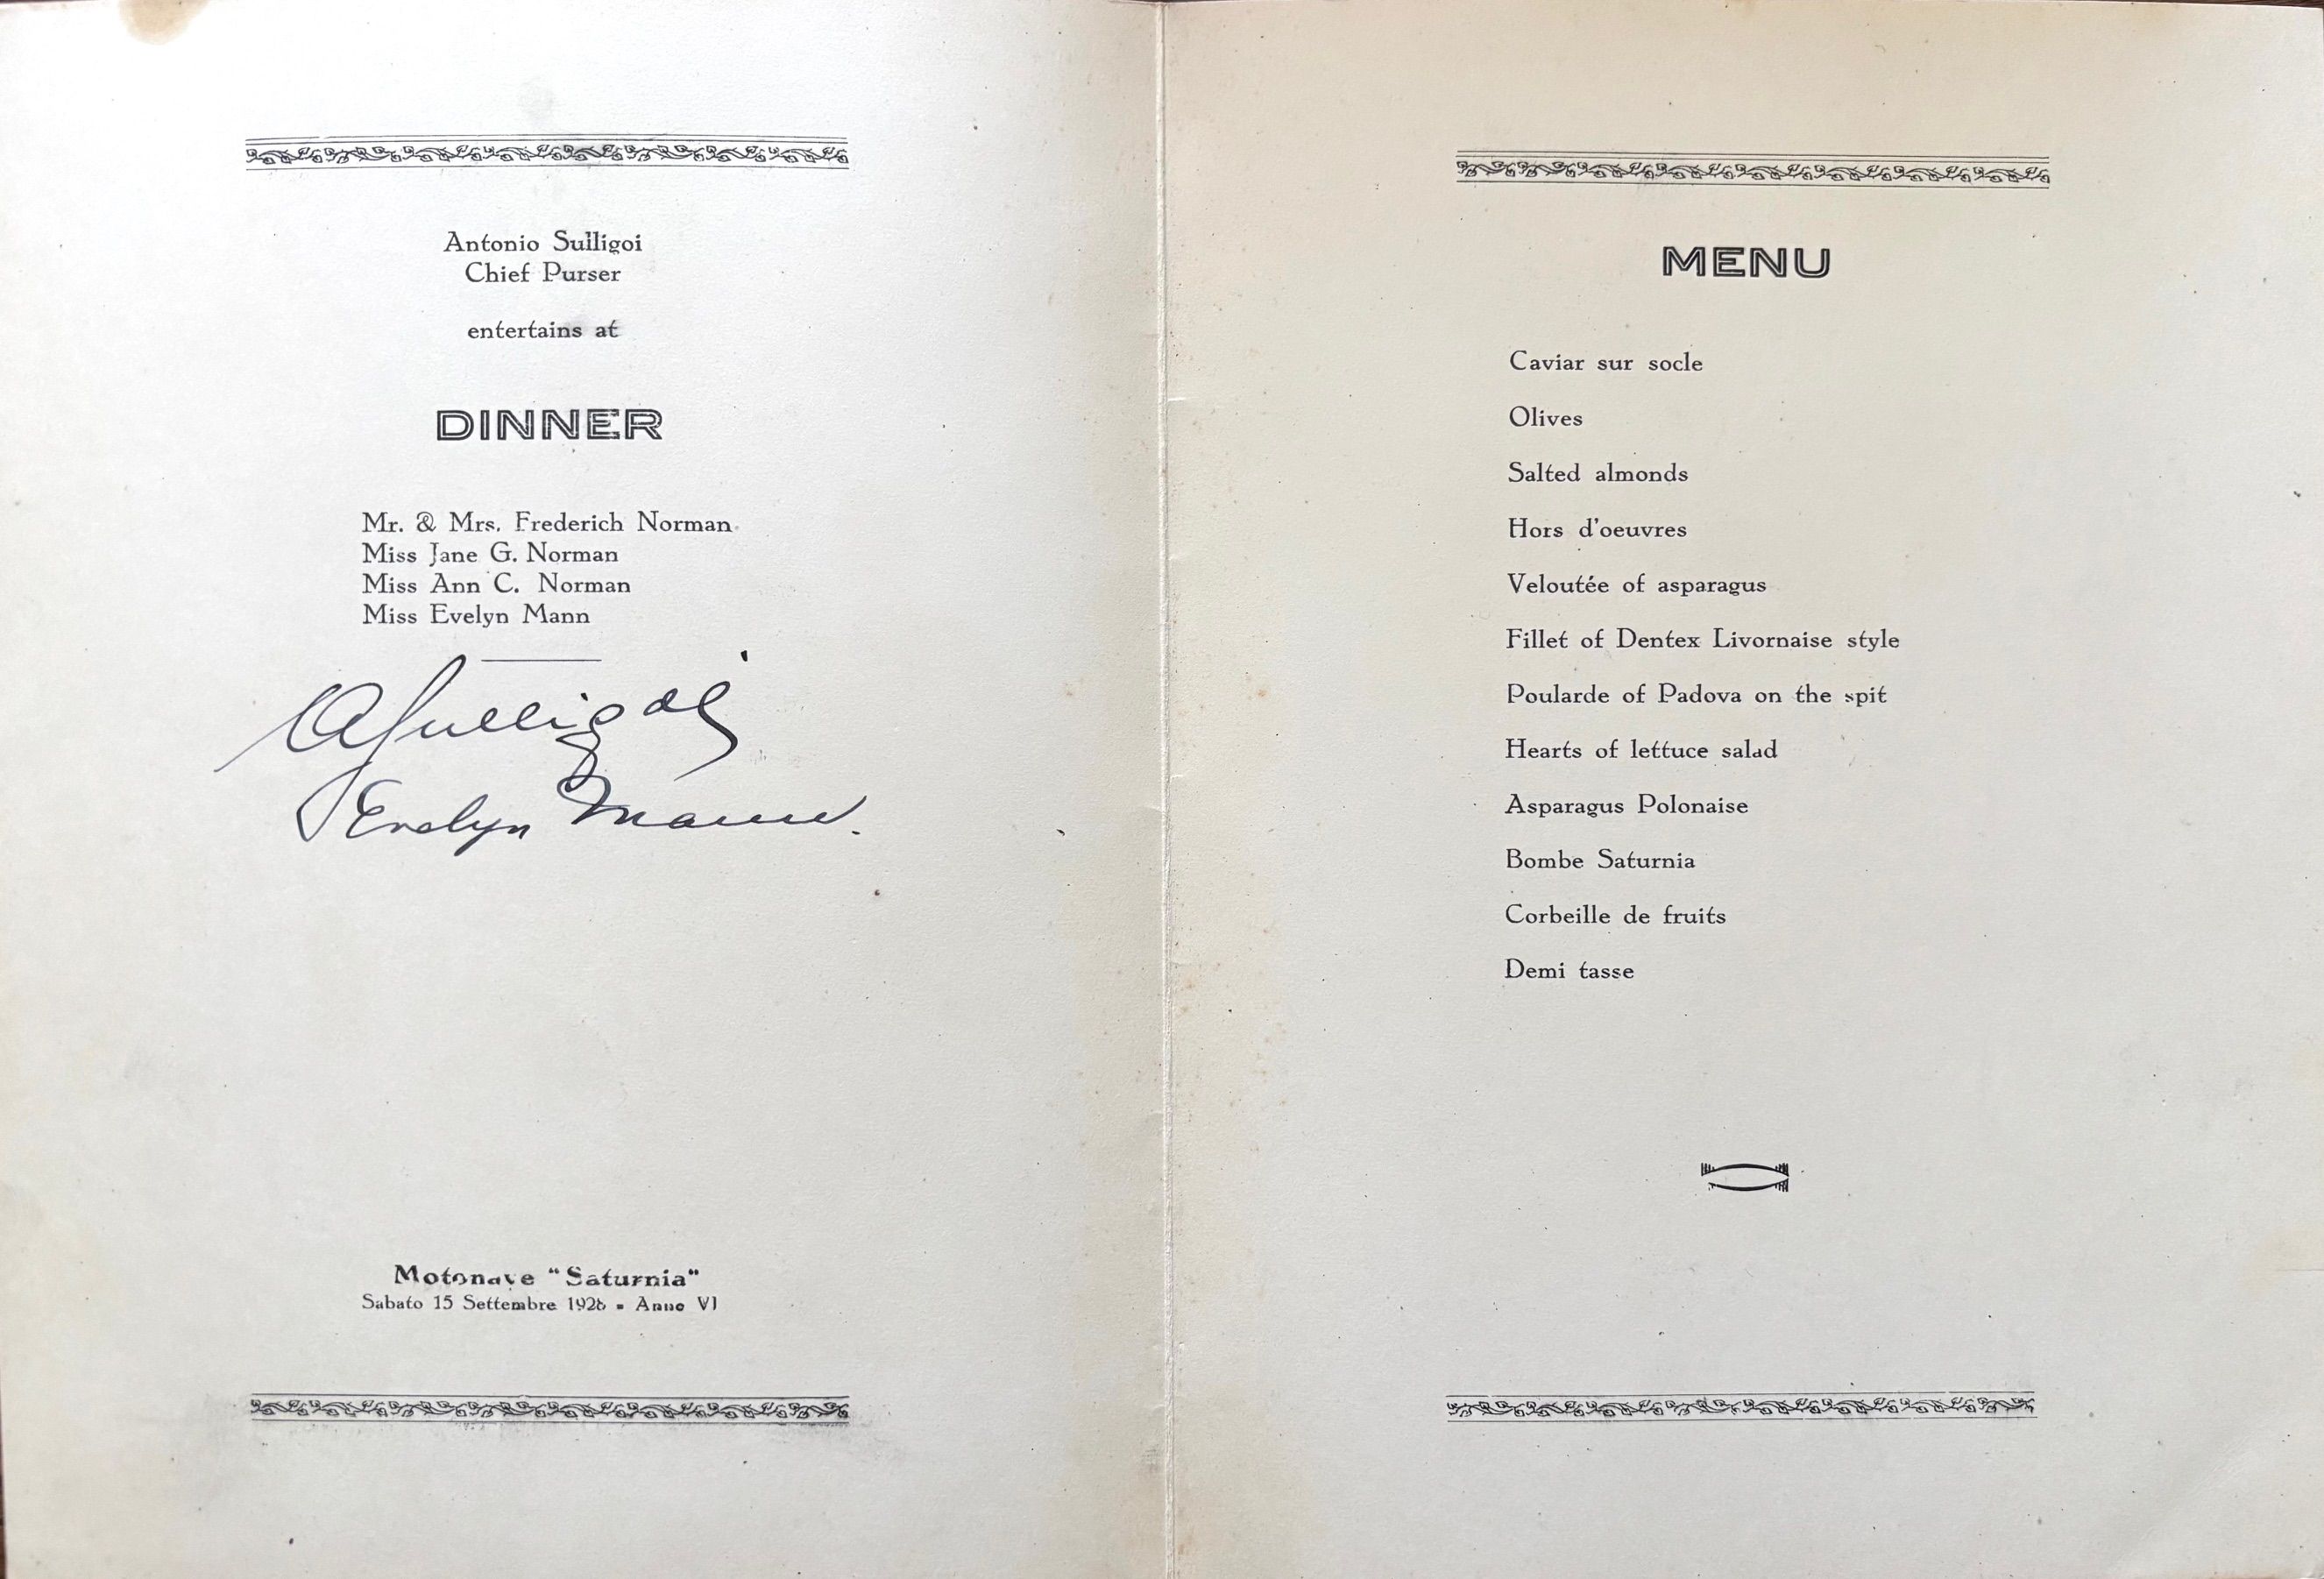 Antonio Sulligoi
Chief Purser
entertains at
DINNER
Mr. & Mrs. Frederich Norman
Miss Jane G. Norman
Miss Ann C. Norman
Miss Evelyn Mann
ASulligoi
Evelyn Mann.
Motonave "Saturnia"
Sabato 15 Settembre 1928 - Anno VI
MENU
Caviar sur socle
Olives
Salted almonds
Hors d'oeuvres
Veloutée of asparagus
Fillet of Dentex Livornaise style
Poularde of Padova on the spit
Hearts of lettuce salad
Asparagus Polonaise
Bombe Saturnia
Corbeille de fruits
Demi tasse